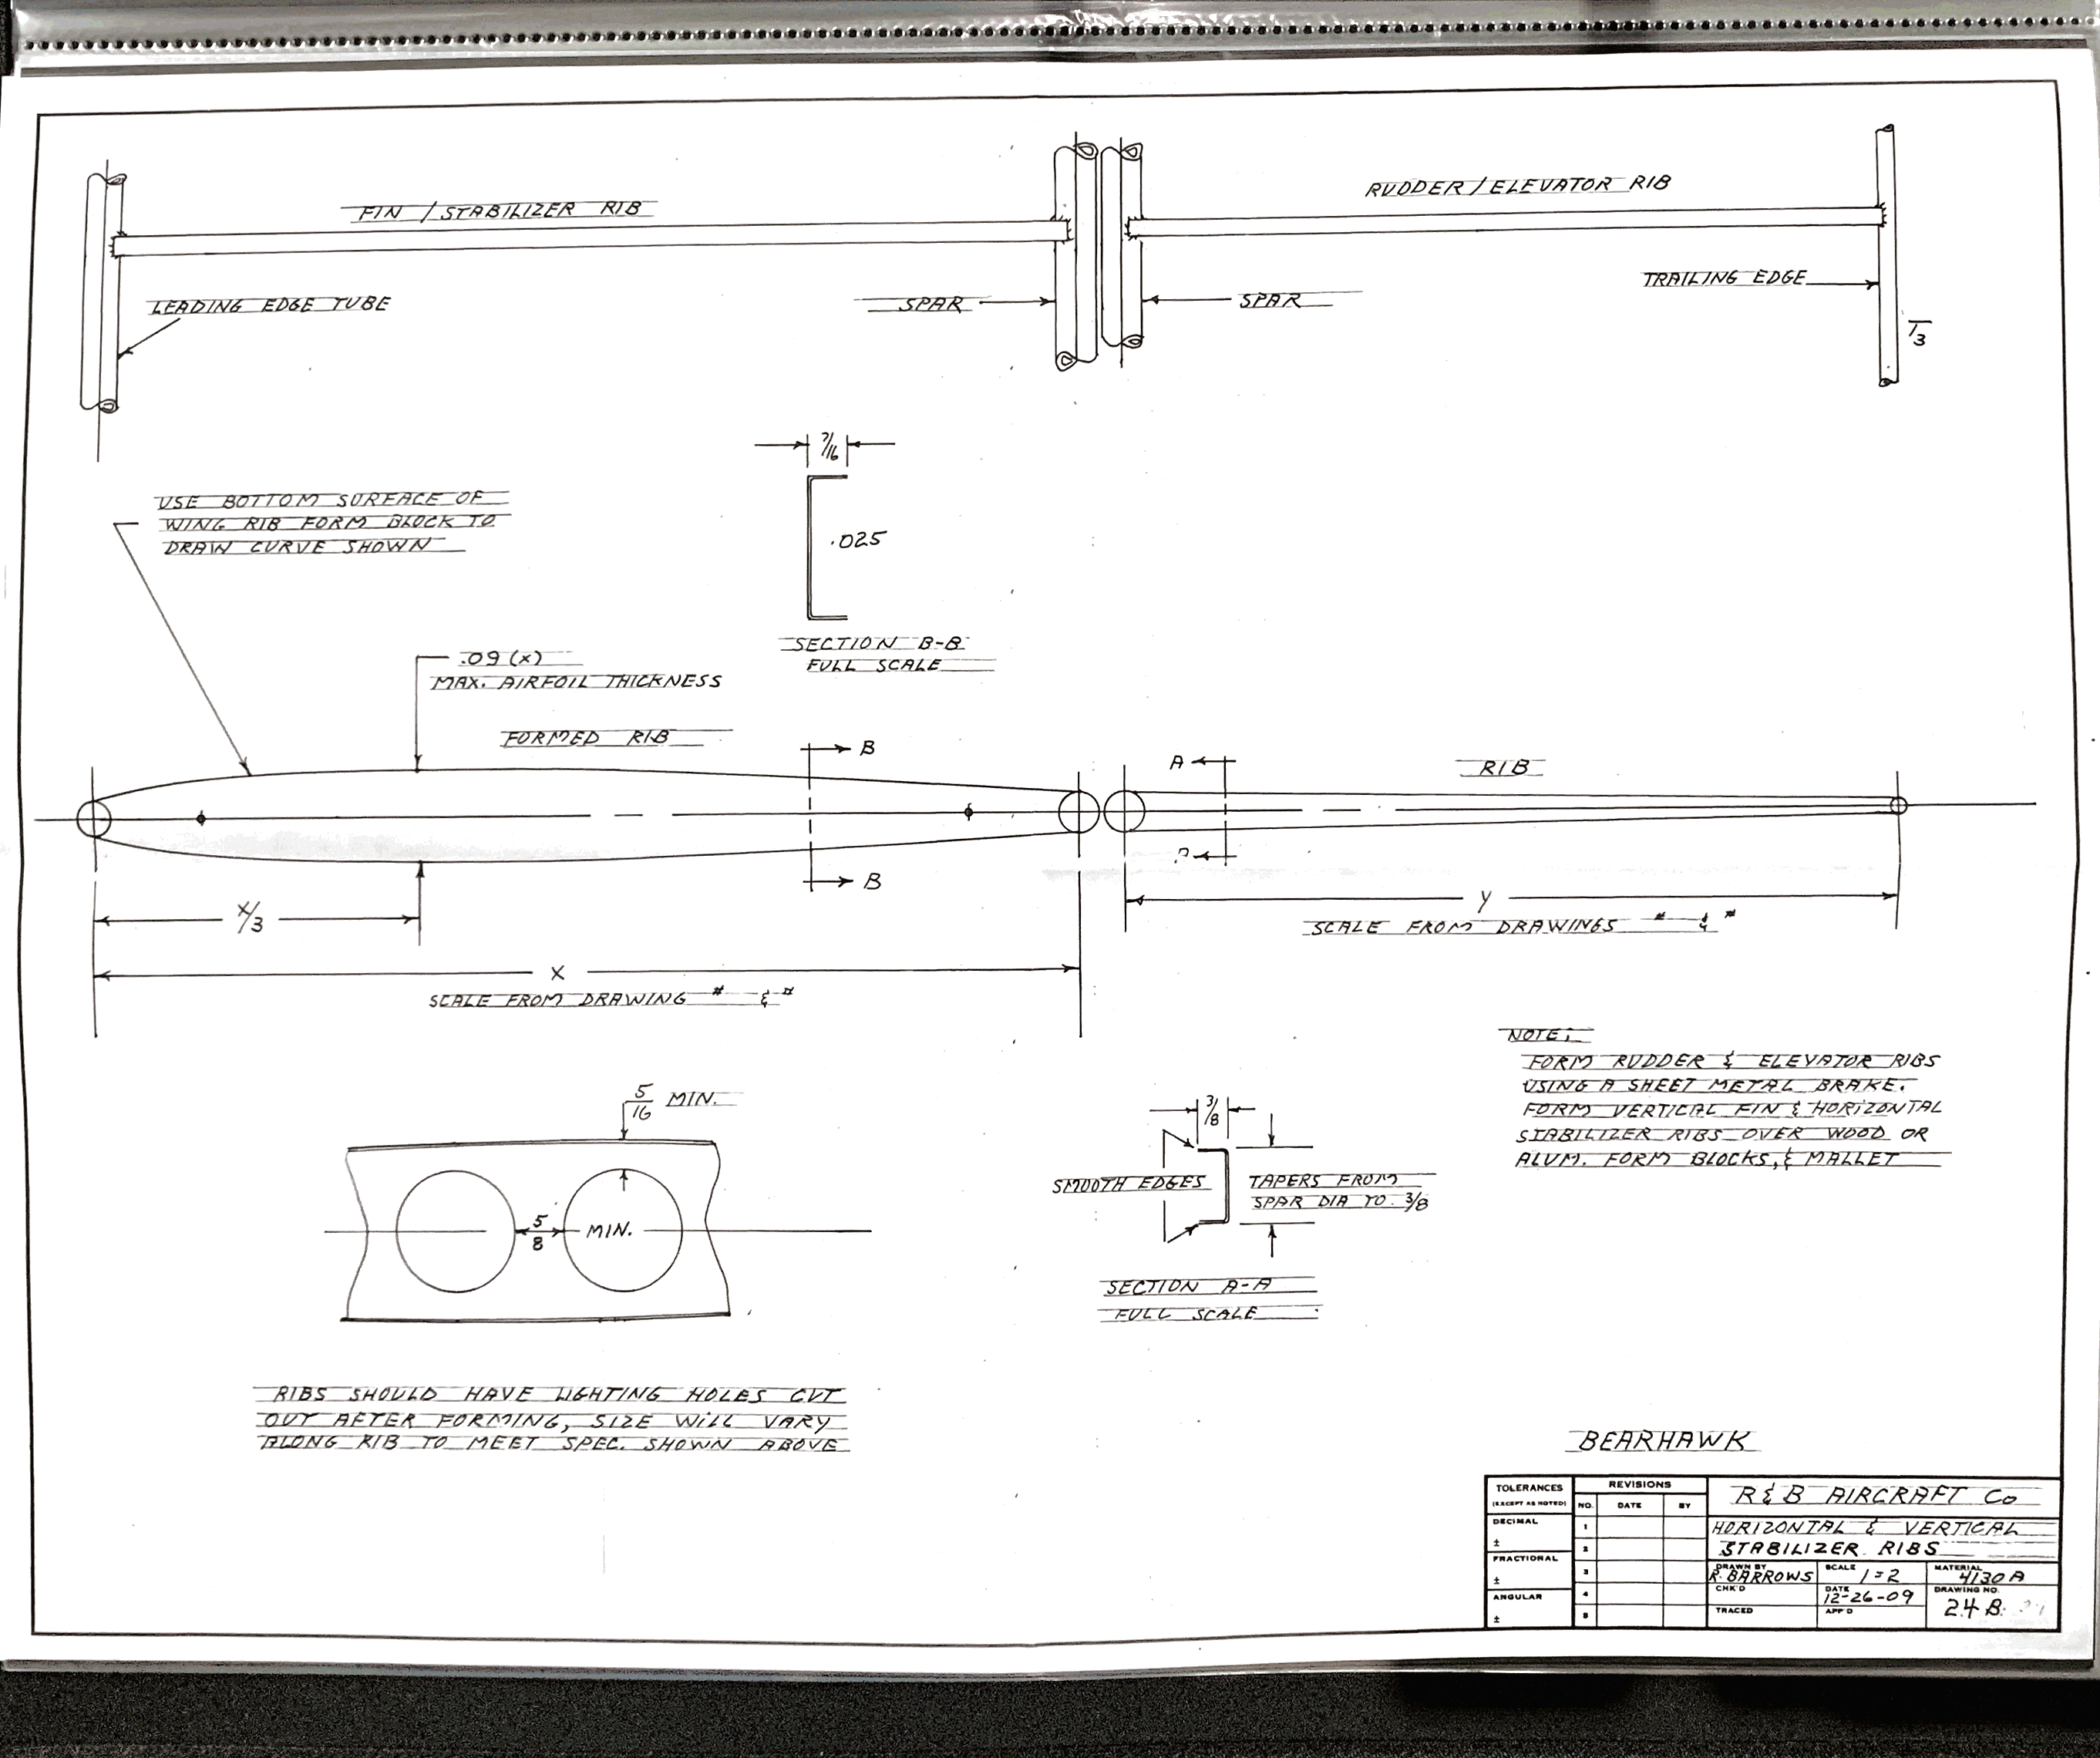 FIN / STABILIZER RIB
RUDDER / ELEVATOR RIB
LEADING EDGE TUBE
SPAR
SPAR
TRAILING EDGE
1/3
7/16
USE BOTTOM SURFACE OF
WING RIB FORM BLOCK TO
DRAW CURVE SHOWN
.025
SECTION B-B
FULL SCALE
.09 (X)
MAX. AIRFOIL THICKNESS
FORMED RIB
B
A
RIB
B
X/3
Y
SCALE FROM DRAWINGS # & #
X
SCALE FROM DRAWING # & #
NOTE;
FORM RUDDER & ELEVATOR RIBS
USING A SHEET METAL BRAKE.
FORM VERTICAL FIN & HORIZONTAL
STABILIZER RIBS OVER WOOD OR
ALUM. FORM BLOCKS, & MALLET
5/16 MIN.
5/8 MIN.
3/8
SMOOTH EDGES
TAPERS FROM
SPAR DIA TO 3/8
SECTION A-A
FULL SCALE
RIBS SHOULD HAVE LIGHTING HOLES CUT
OUT AFTER FORMING, SIZE WILL VARY
ALONG RIB TO MEET SPEC. SHOWN ABOVE
BEARHAWK
TOLERANCES
(EXCEPT AS NOTED)
DECIMAL
±
FRACTIONAL
±
ANGULAR
±
REVISIONS
NO. DATE BY
1
2
3
4
5
R & B AIRCRAFT Co
HORIZONTAL & VERTICAL
STABILIZER RIBS
DRAWN BY R. BARROWS
SCALE 1=2
MATERIAL 4130 A
CHK'D
DATE 12-26-09
DRAWING NO. 24 B
TRACED
APP'D